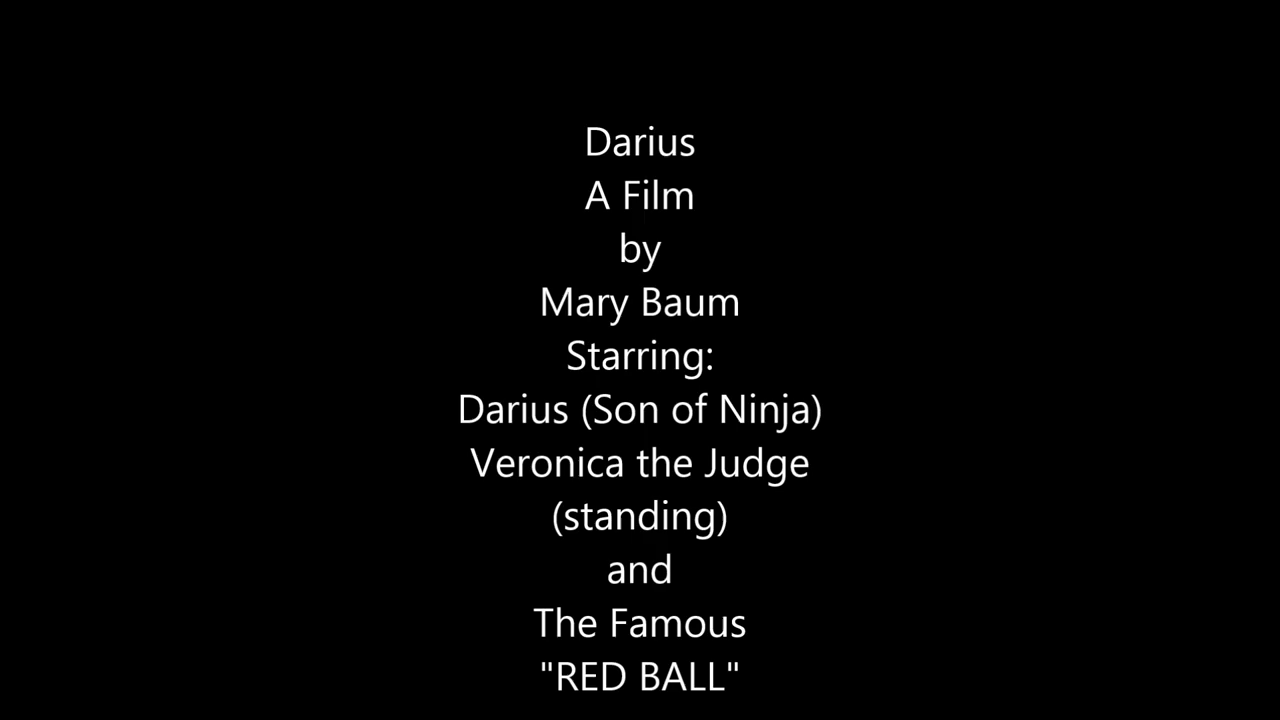 Darius
A Film
by
Mary Baum
Starring:
Darius (Son of Ninja)
Veronica the Judge
(standing)
and
The Famous
"RED BALL"